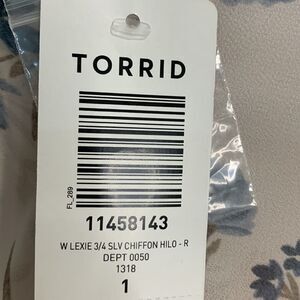 TORRID
FL_289
11458143
W LEXIE 3/4 SLV CHIFFON HILO - R
DEPT 0050
1318
1